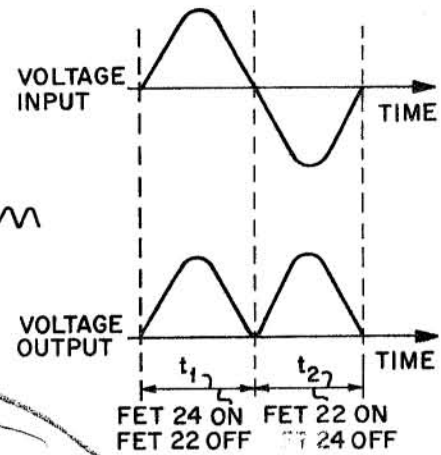 VOLTAGE
INPUT
TIME
VOLTAGE
OUTPUT
TIME
t1
t2
FET 24 ON
FET 22 OFF
FET 22 ON
24 OFF